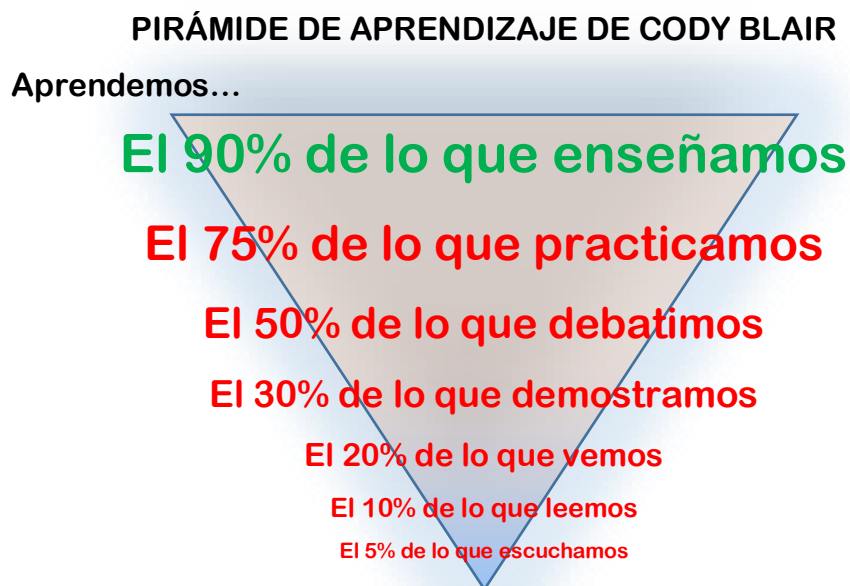 PIRÁMIDE DE APRENDIZAJE DE CODY BLAIR
Aprendemos...
El 90% de lo que enseñamos
El 75% de lo que practicamos
El 50% de lo que debatimos
El 30% de lo que demostramos
El 20% de lo que vemos
El 10% de lo que leemos
El 5% de lo que escuchamos